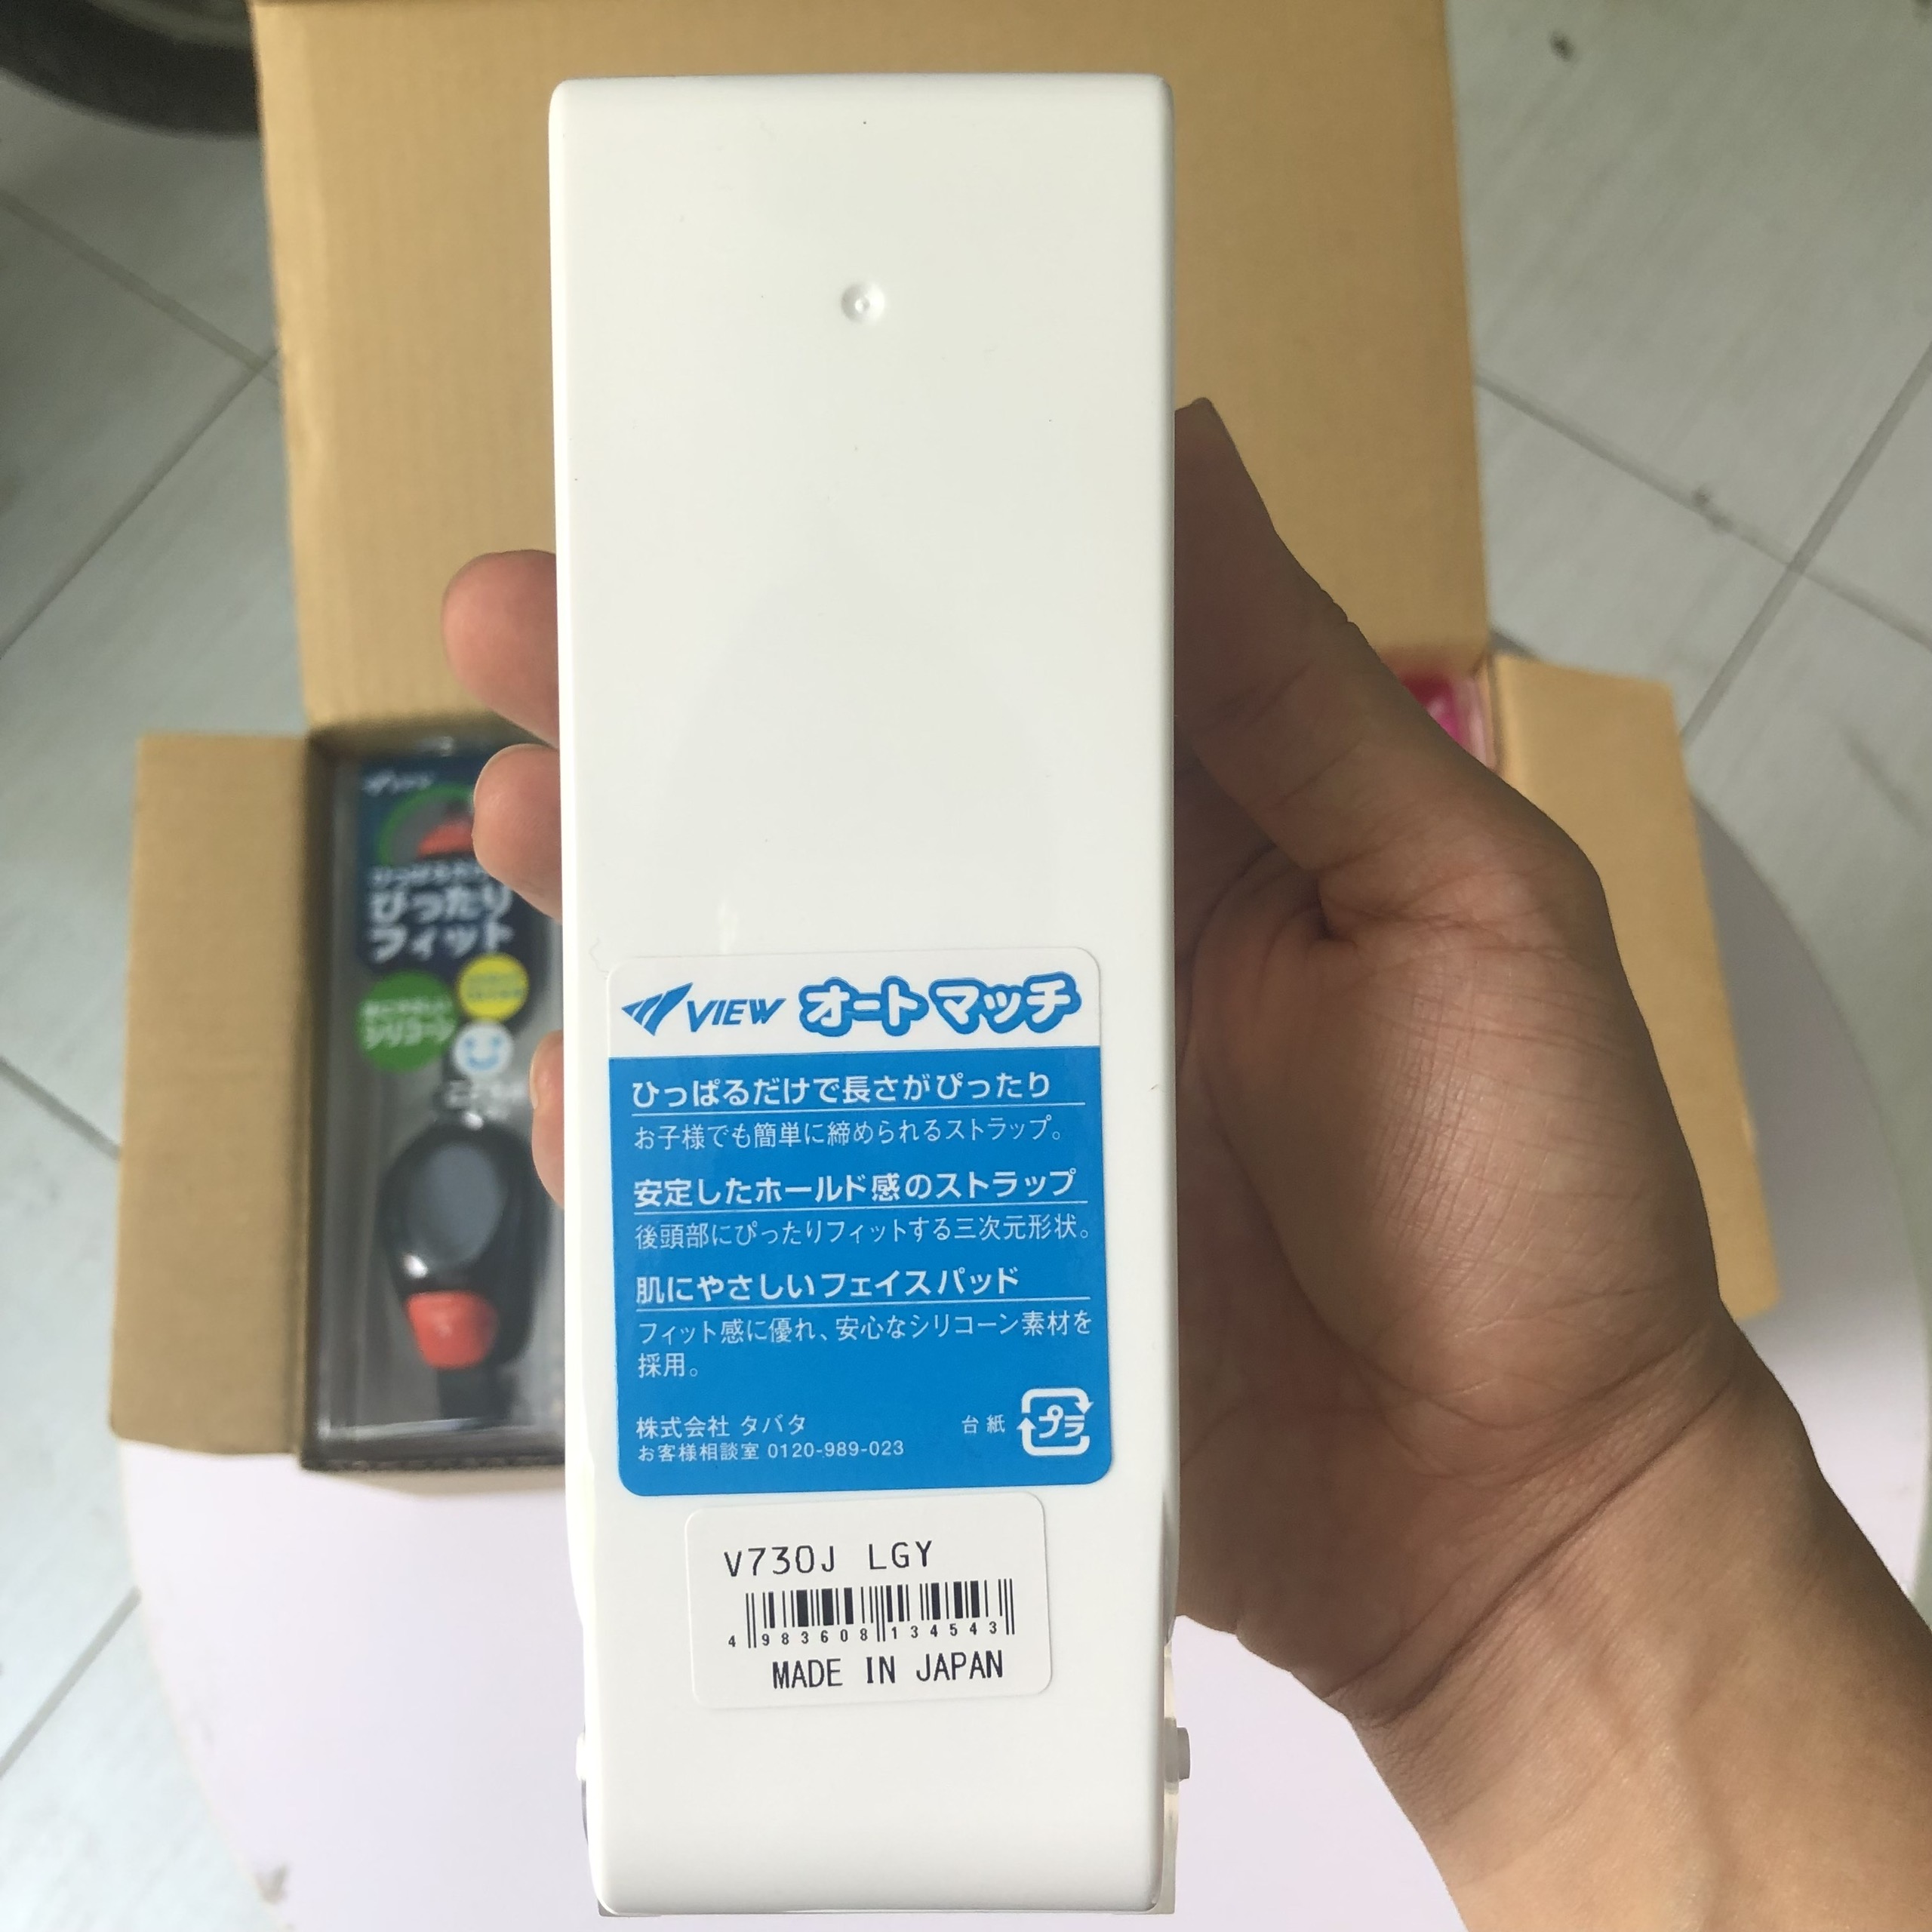 VIEW オートマッチ
ひっぱるだけで長さがぴったり
お子様でも簡単に締められるストラップ。
安定したホールド感のストラップ
後頭部にぴったりフィットする三次元形状。
肌にやさしいフェイスパッド
フィット感に優れ、安心なシリコーン素材を
採用。
株式会社 タバタ
お客様相談室 0120-989-023
台紙 プラ
V730J LGY
4 983608 134543
MADE IN JAPAN
VIEW
ぴったり
フィット
シリコーン